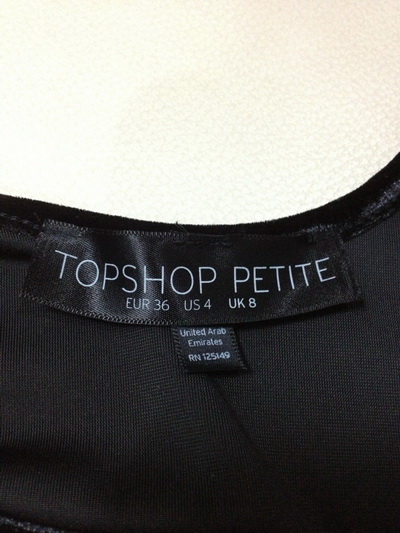 TOPSHOP PETITE
EUR 36 US 4 UK 8
United Arab
Emirates
RN 125149